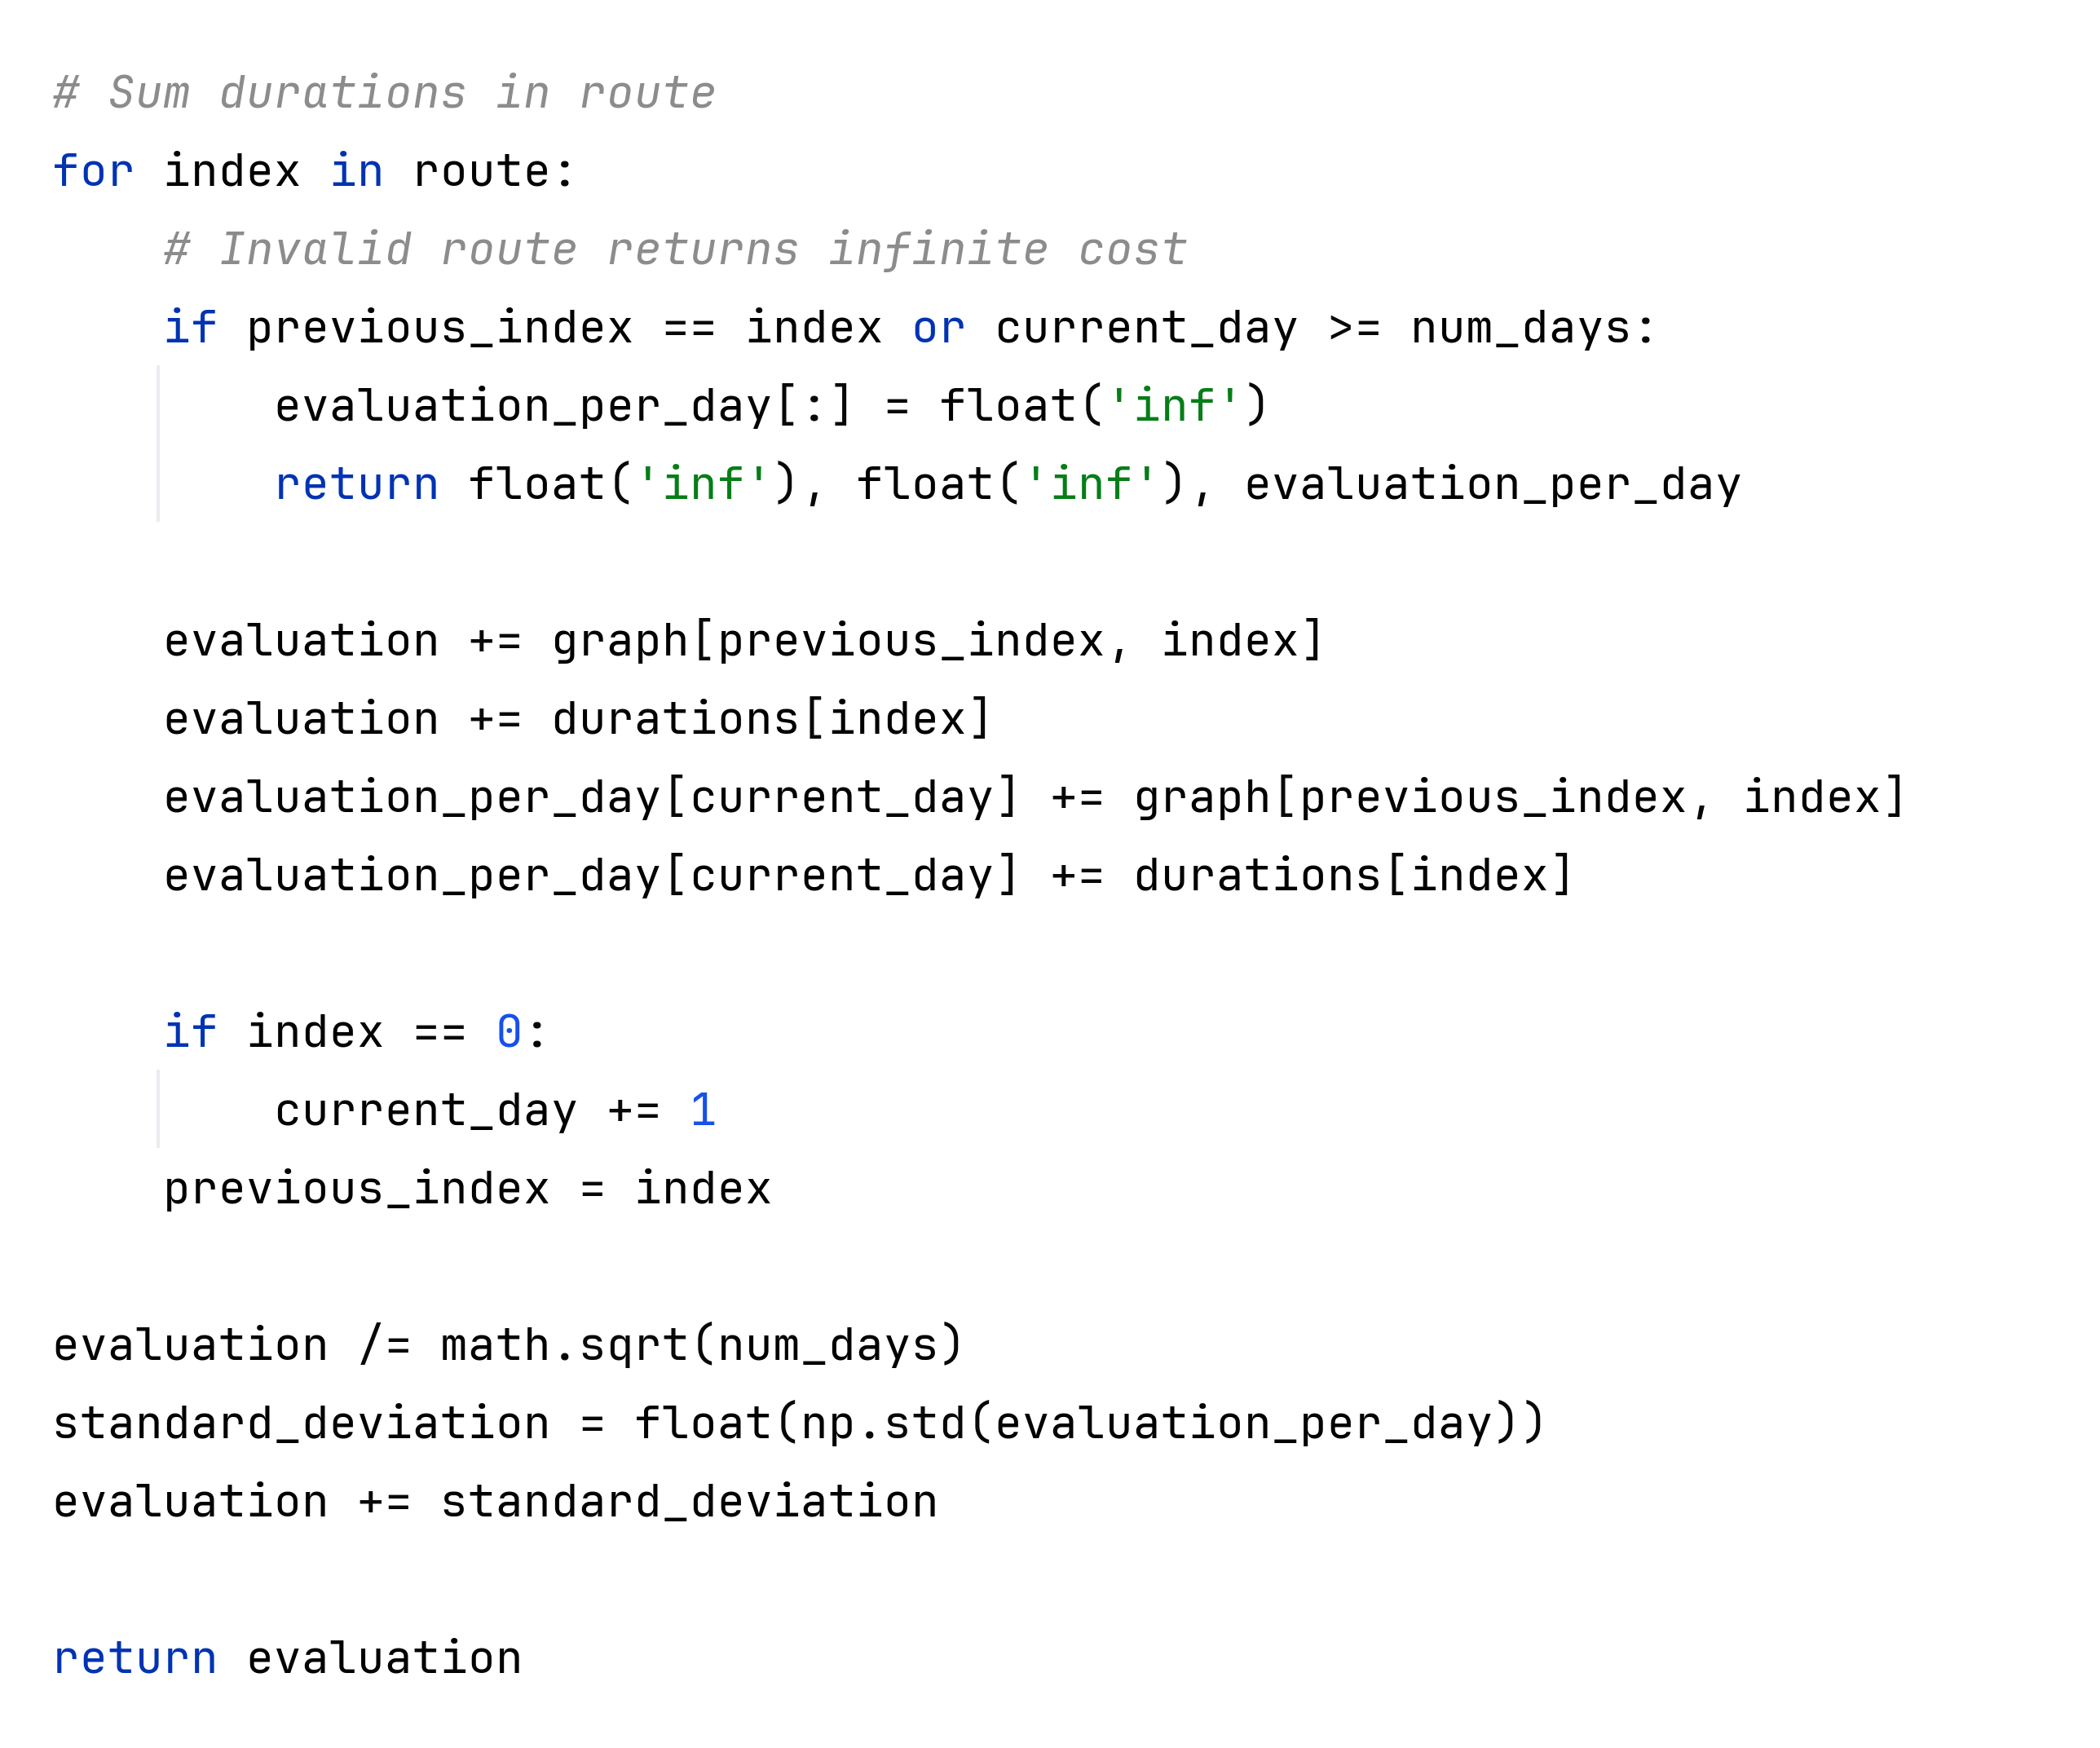 # Sum durations in route
for index in route:
    # Invalid route returns infinite cost
    if previous_index == index or current_day >= num_days:
        evaluation_per_day[:] = float('inf')
        return float('inf'), float('inf'), evaluation_per_day

    evaluation += graph[previous_index, index]
    evaluation += durations[index]
    evaluation_per_day[current_day] += graph[previous_index, index]
    evaluation_per_day[current_day] += durations[index]

    if index == 0:
        current_day += 1
    previous_index = index

evaluation /= math.sqrt(num_days)
standard_deviation = float(np.std(evaluation_per_day))
evaluation += standard_deviation

return evaluation